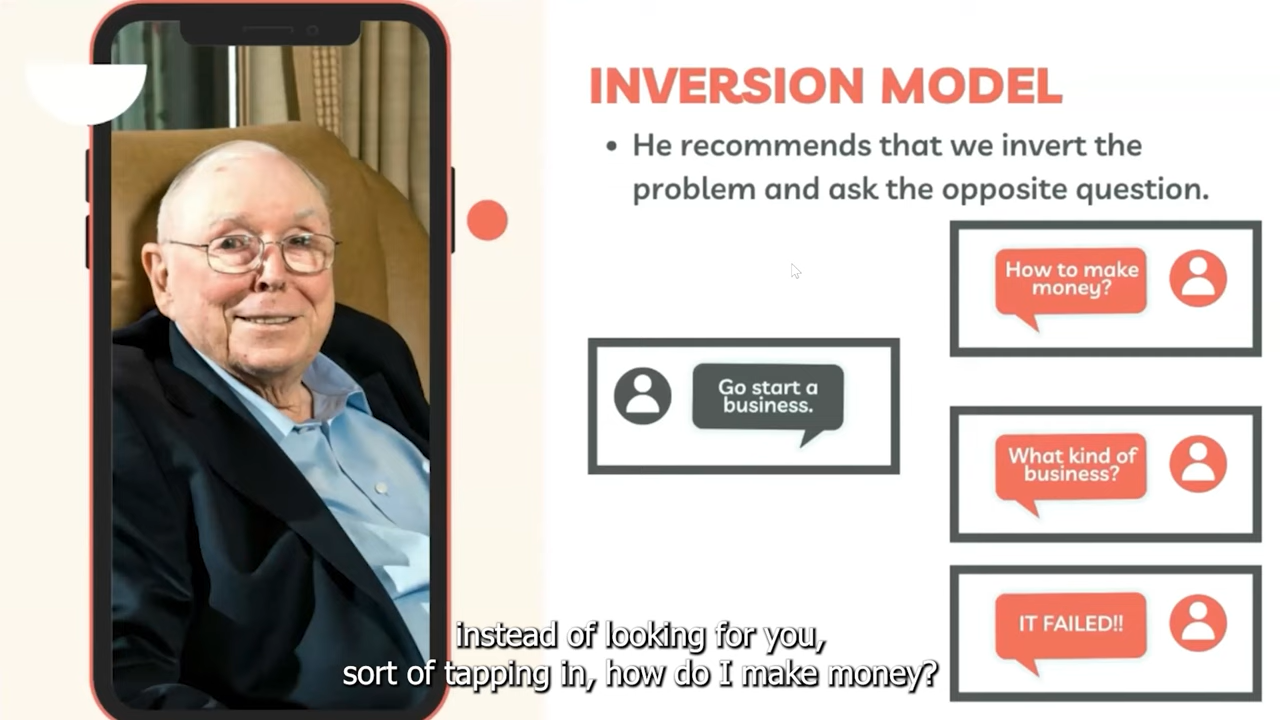 INVERSION MODEL
• He recommends that we invert the
problem and ask the opposite question.
How to make
money?
Go start a
business.
What kind of
business?
IT FAILED!!
instead of looking for you,
sort of tapping in, how do I make money?